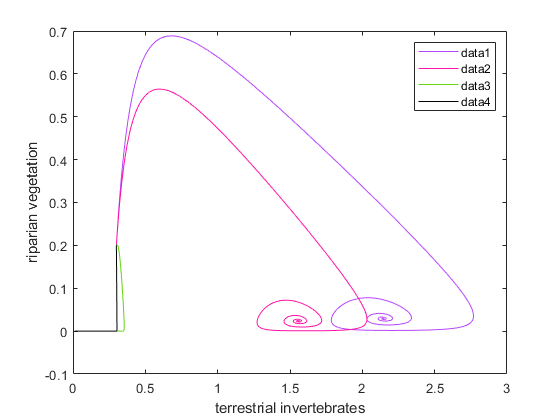 0.7
0.6
0.5
0.4
0.3
0.2
0.1
0
-0.1
riparian vegetation
data1
data2
data3
data4
0 0.5 1 1.5 2 2.5 3
terrestrial invertebrates